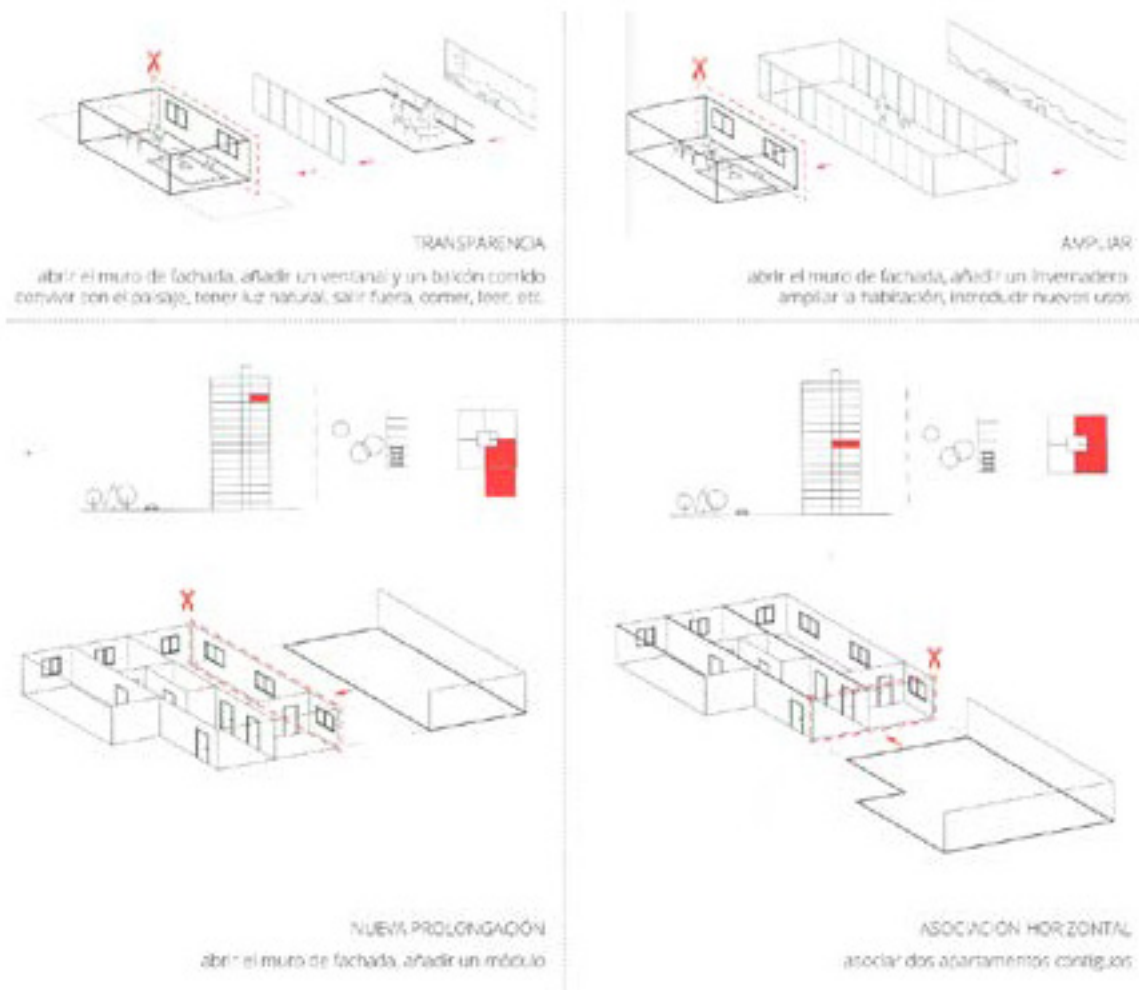 TRANSPARENCIA
abrir el muro de fachada, añadir un ventanal y un balcón corrido
convivir con el paisaje, tener luz natural, salir fuera, comer, leer, etc.
AMPLIAR
abrir el muro de fachada, añadir un invernadero
ampliar la habitación, introducir nuevos usos
NUEVA PROLONGACIÓN
abrir el muro de fachada, añadir un módulo
ASOCIACIÓN HORIZONTAL
asociar dos apartamentos contiguos